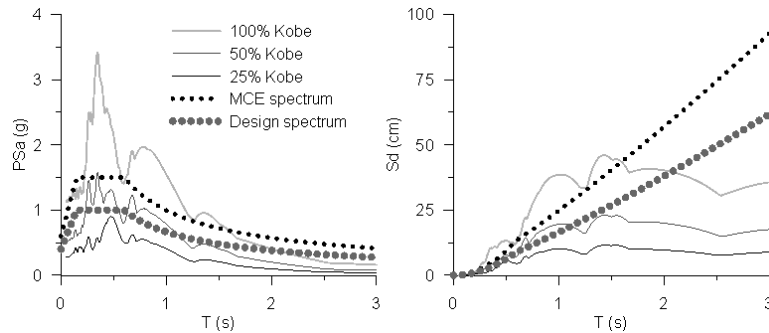 4
3
2
1
0
PSa (g)
0
1
2
3
T (s)
100% Kobe
50% Kobe
25% Kobe
MCE spectrum
Design spectrum
100
75
50
25
0
Sd (cm)
0
1
2
3
T (s)